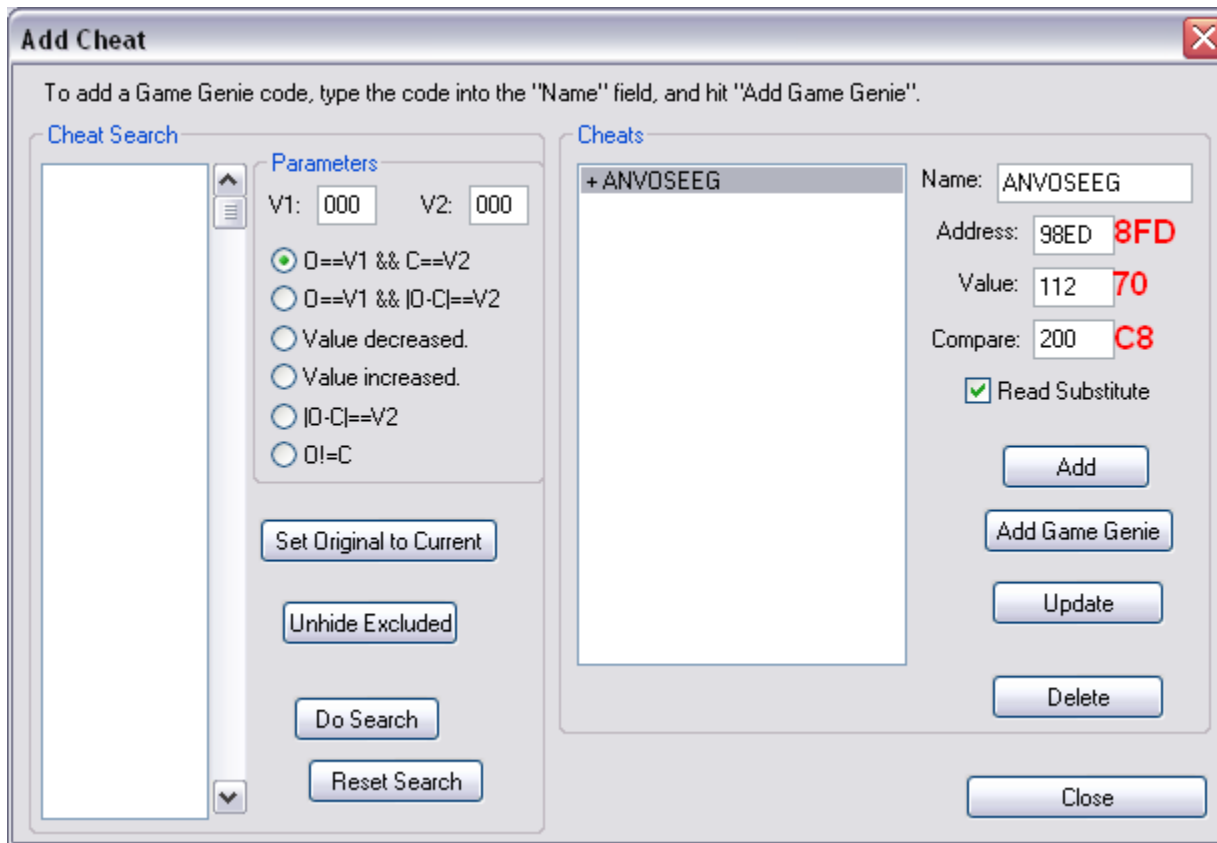 Add Cheat
To add a Game Genie code, type the code into the "Name" field, and hit "Add Game Genie".
Cheat Search
Parameters
V1: 000 V2: 000
O==V1 && C==V2
O==V1 && |O-C|==V2
Value decreased.
Value increased.
|O-C|==V2
O!=C
Set Original to Current
Unhide Excluded
Do Search
Reset Search
Cheats
+ ANVOSEEG
Name: ANVOSEEG
Address: 98ED 8FD
Value: 112 70
Compare: 200 C8
Read Substitute
Add
Add Game Genie
Update
Delete
Close